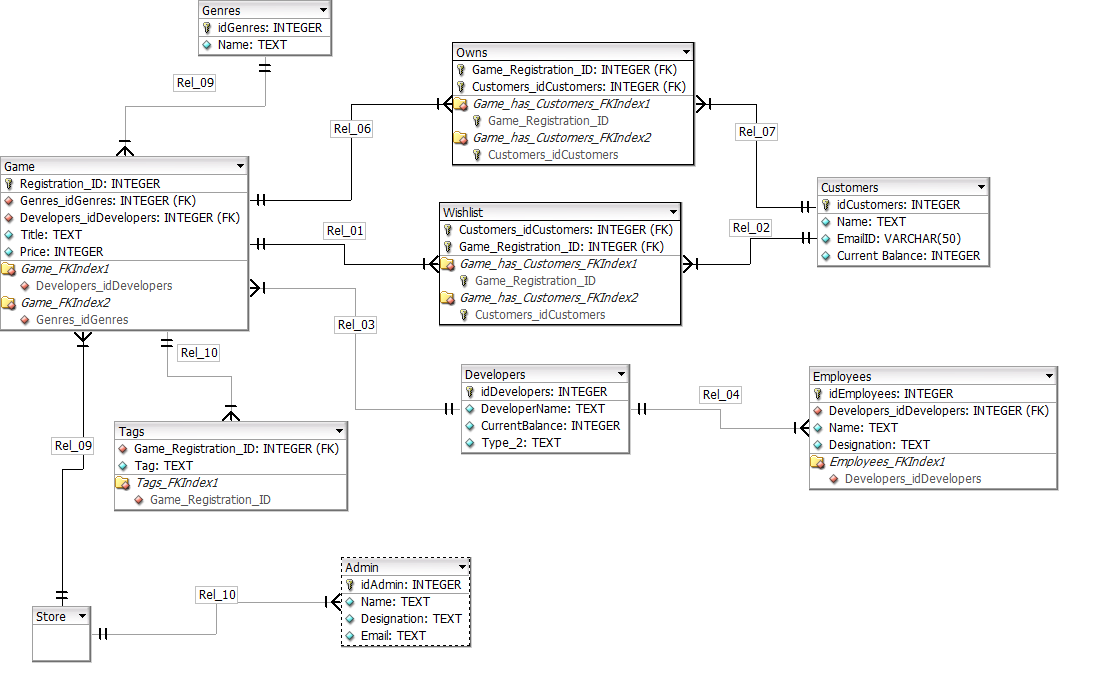 Genres
idGenres: INTEGER
Name: TEXT
Rel_09
Owns
Game_Registration_ID: INTEGER (FK)
Customers_idCustomers: INTEGER (FK)
Game_has_Customers_FKIndex1
Game_Registration_ID
Game_has_Customers_FKIndex2
Customers_idCustomers
Rel_06
Rel_07
Game
Registration_ID: INTEGER
Genres_idGenres: INTEGER (FK)
Developers_idDevelopers: INTEGER (FK)
Title: TEXT
Price: INTEGER
Game_FKIndex1
Developers_idDevelopers
Game_FKIndex2
Genres_idGenres
Customers
idCustomers: INTEGER
Name: TEXT
EmailID: VARCHAR(50)
Current Balance: INTEGER
Rel_01
Wishlist
Customers_idCustomers: INTEGER (FK)
Game_Registration_ID: INTEGER (FK)
Game_has_Customers_FKIndex1
Game_Registration_ID
Game_has_Customers_FKIndex2
Customers_idCustomers
Rel_02
Rel_03
Rel_10
Developers
idDevelopers: INTEGER
DeveloperName: TEXT
CurrentBalance: INTEGER
Type_2: TEXT
Rel_04
Employees
idEmployees: INTEGER
Developers_idDevelopers: INTEGER (FK)
Name: TEXT
Designation: TEXT
Employees_FKIndex1
Developers_idDevelopers
Tags
Game_Registration_ID: INTEGER (FK)
Tag: TEXT
Tags_FKIndex1
Game_Registration_ID
Rel_09
Admin
idAdmin: INTEGER
Name: TEXT
Designation: TEXT
Email: TEXT
Rel_10
Store